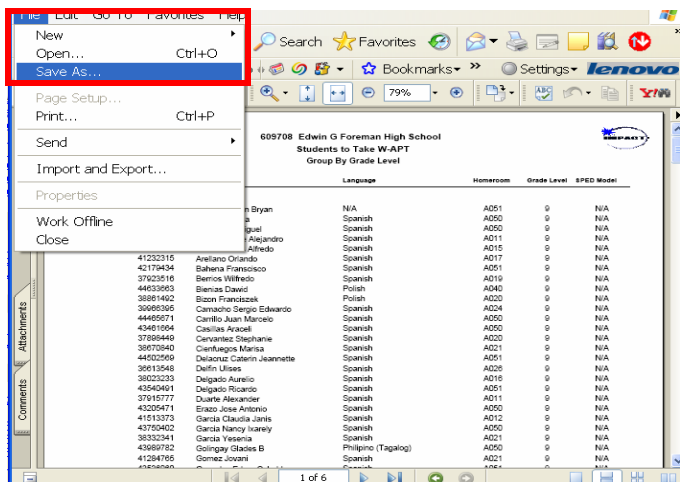 File Edit Go To Favorites Help
New
Open... Ctrl+O
Save As...
Page Setup...
Print... Ctrl+P
Send
Import and Export...
Properties
Work Offline
Close
Search Favorites
Bookmarks Settings lenovo
79%
609708 Edwin G Foreman High School
Students to Take W-APT
Group By Grade Level
IMPACT
Language Homeroom Grade Level SPED Model
Bryan N/A A051 9 N/A
Spanish A050 9 N/A
Spanish A050 9 N/A
Alejandro Spanish A011 9 N/A
Alfredo Spanish A015 9 N/A
41232315 Arellano Orlando Spanish A017 9 N/A
42179434 Bahena Franscisco Spanish A051 9 N/A
37923516 Berrios Wilfredo Spanish A019 9 N/A
44633663 Bienias Dawid Polish A040 9 N/A
38861492 Bizon Franciszek Polish A020 9 N/A
39966395 Camacho Sergio Edwardo Spanish A024 9 N/A
44465671 Carrillo Juan Marcelo Spanish A050 9 N/A
43461664 Casillas Araceli Spanish A050 9 N/A
37895449 Cervantez Stephanie Spanish A020 9 N/A
38670840 Cienfuegos Marisa Spanish A021 9 N/A
44502569 Delacruz Caterin Jeannette Spanish A051 9 N/A
36613548 Delfin Ulises Spanish A026 9 N/A
38023233 Delgado Aurelio Spanish A016 9 N/A
43540491 Delgado Ricardo Spanish A051 9 N/A
37915777 Duarte Alexander Spanish A011 9 N/A
43205471 Erazo Jose Antonio Spanish A050 9 N/A
41513373 Garcia Claudia Janis Spanish A012 9 N/A
43750402 Garcia Nancy Ixarely Spanish A050 9 N/A
38332341 Garcia Yesenia Spanish A021 9 N/A
43969782 Golingay Glades B Philipino (Tagalog) A050 9 N/A
41284765 Gomez Jovani Spanish A021 9 N/A
Attachments
Comments
1 of 6